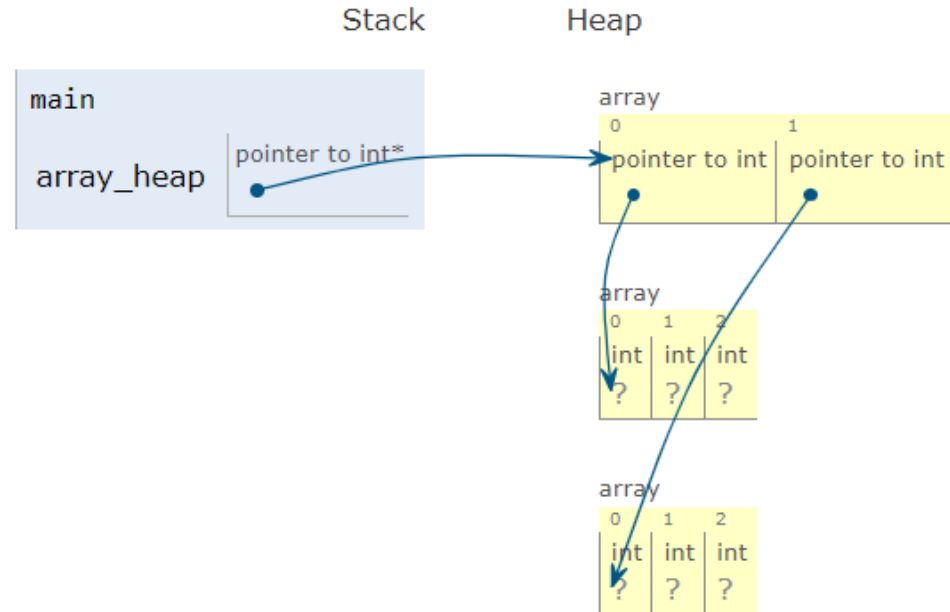 Stack Heap
main
array_heap
pointer to int*
array
0 1
pointer to int pointer to int
array
0 1 2
int int int
? ? ?
array
0 1 2
int int int
? ? ?